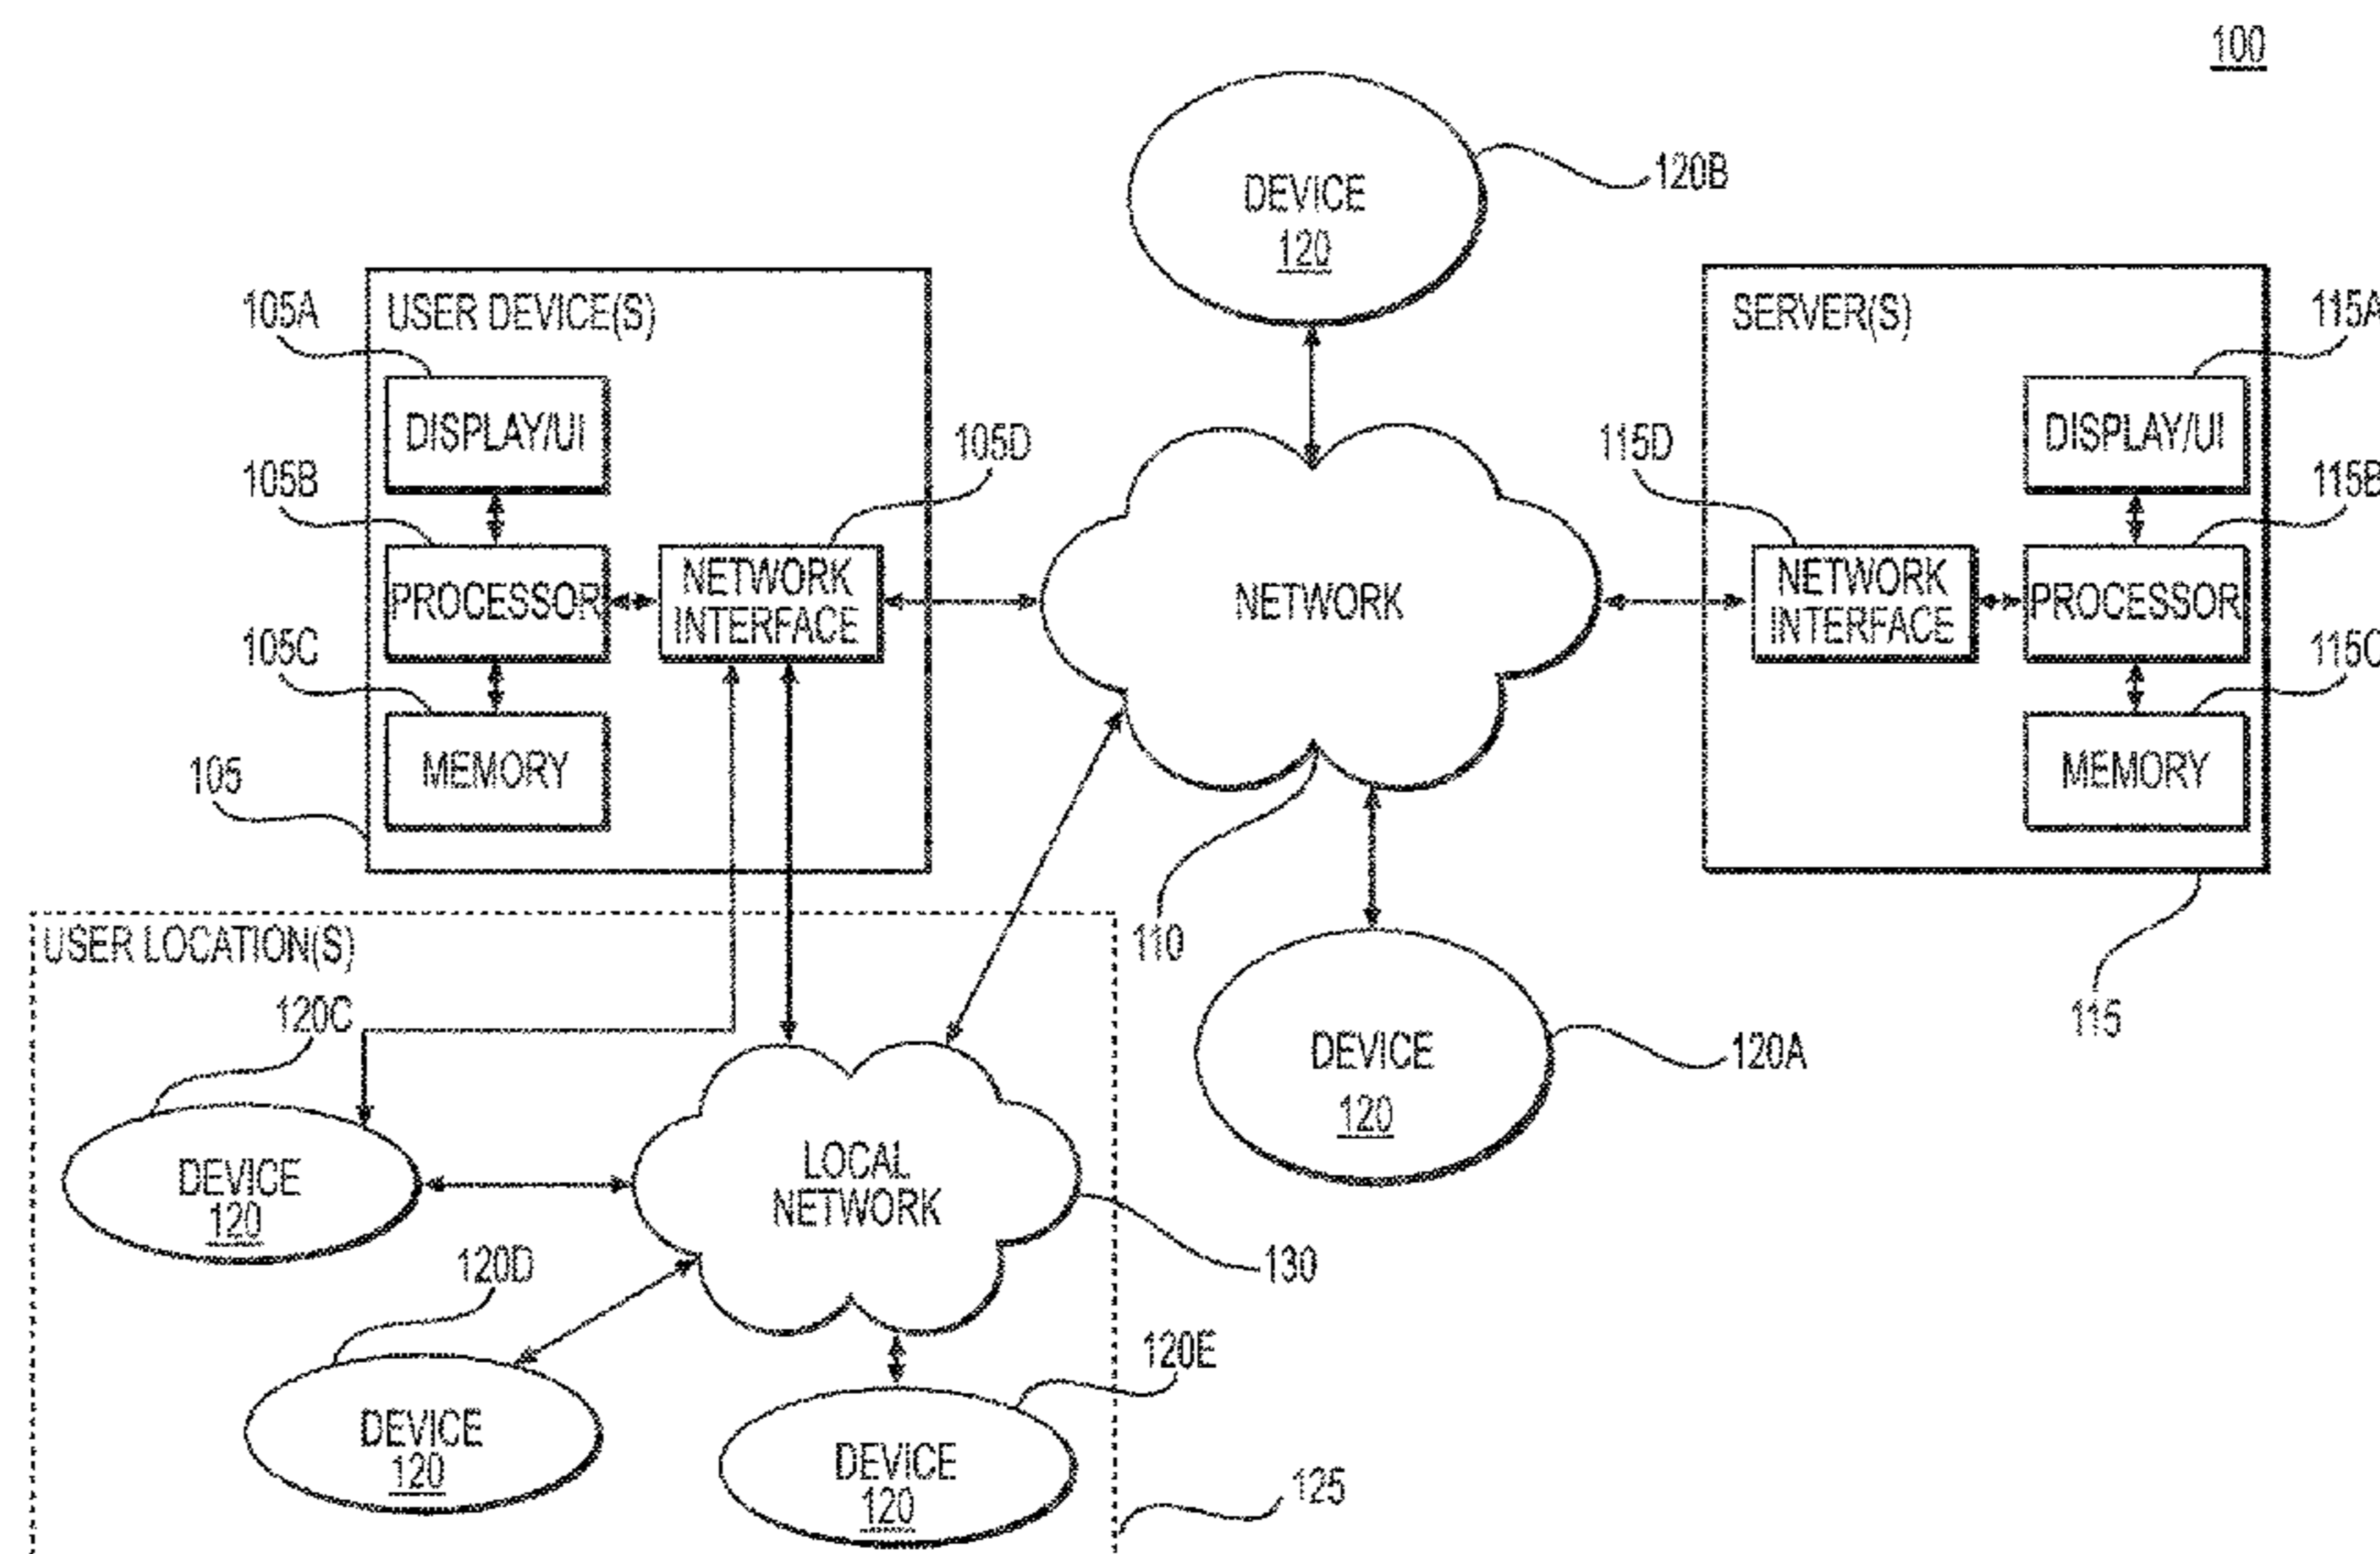 100
DEVICE
120
120B
USER DEVICE(S)
105A
DISPLAY/UI
105B
PROCESSOR
105C
MEMORY
105
105D
NETWORK
INTERFACE
NETWORK
110
SERVER(S)
115A
DISPLAY/UI
115D
115B
NETWORK
INTERFACE
PROCESSOR
115C
MEMORY
115
DEVICE
120
120A
USER LOCATION(S)
120C
DEVICE
120
LOCAL
NETWORK
130
120D
DEVICE
120
120E
DEVICE
120
125